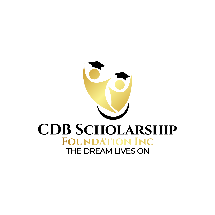 CDB Scholarship
Foundation Inc
THE DREAM LIVES ON